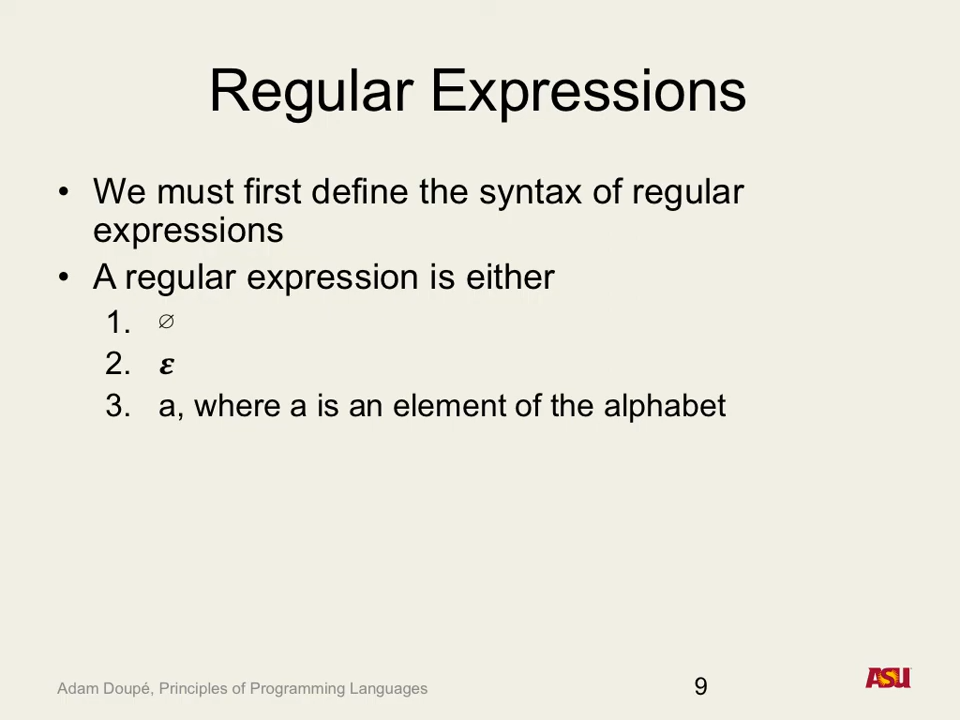 Regular Expressions
• We must first define the syntax of regular
expressions
• A regular expression is either
1. ∅
2. 𝜺
3. a, where a is an element of the alphabet
Adam Doupé, Principles of Programming Languages
9
ASU